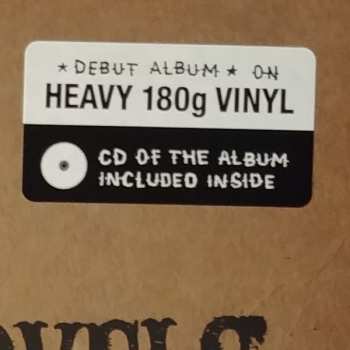 ★ DEBUT ALBUM ★ ON
HEAVY 180g VINYL
CD OF THE ALBUM
INCLUDED INSIDE